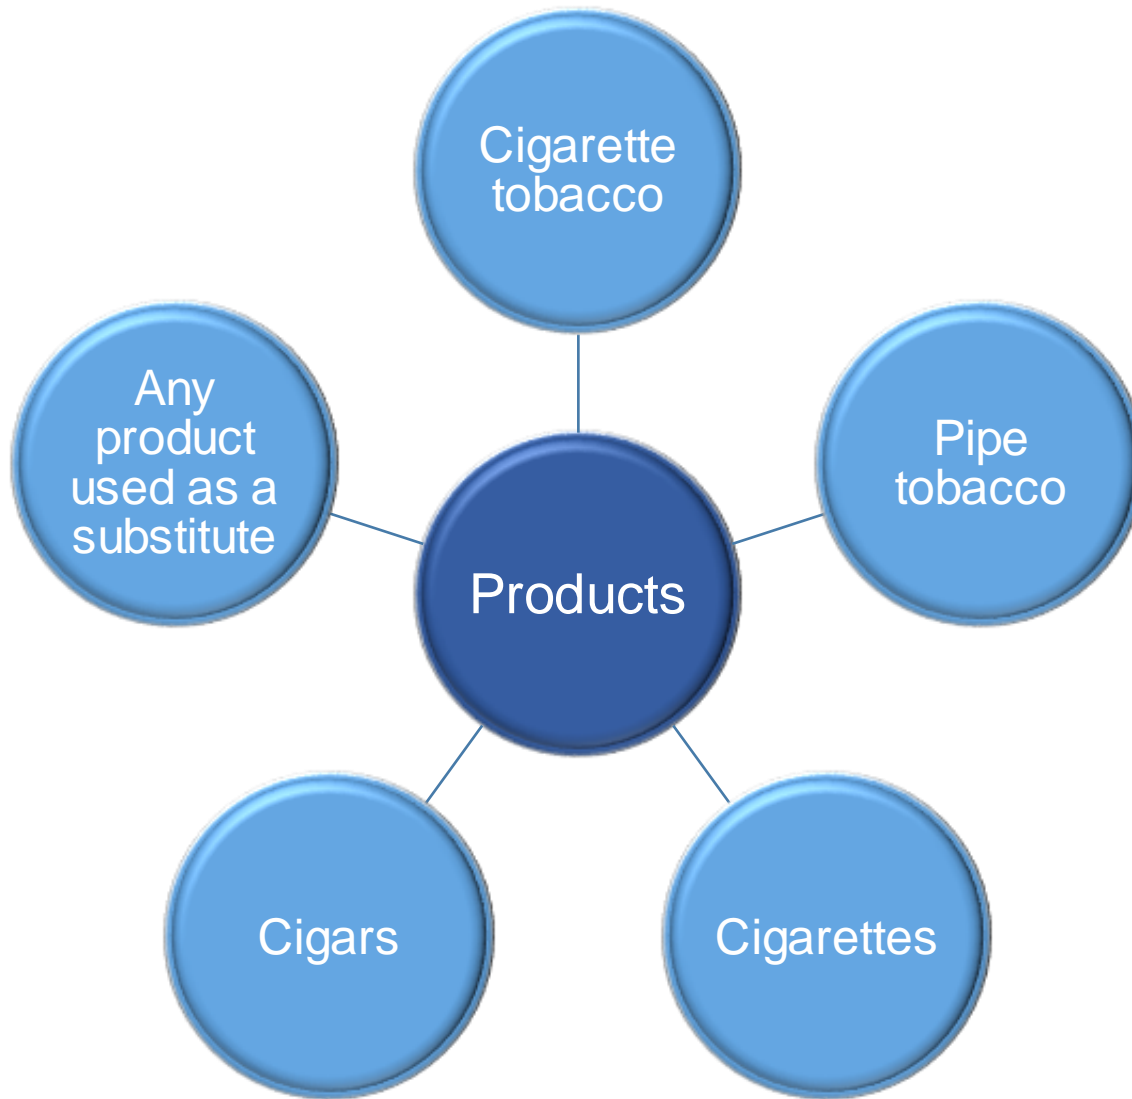 Cigarette
tobacco
Any
product
used as a
substitute
Pipe
tobacco
Products
Cigars
Cigarettes